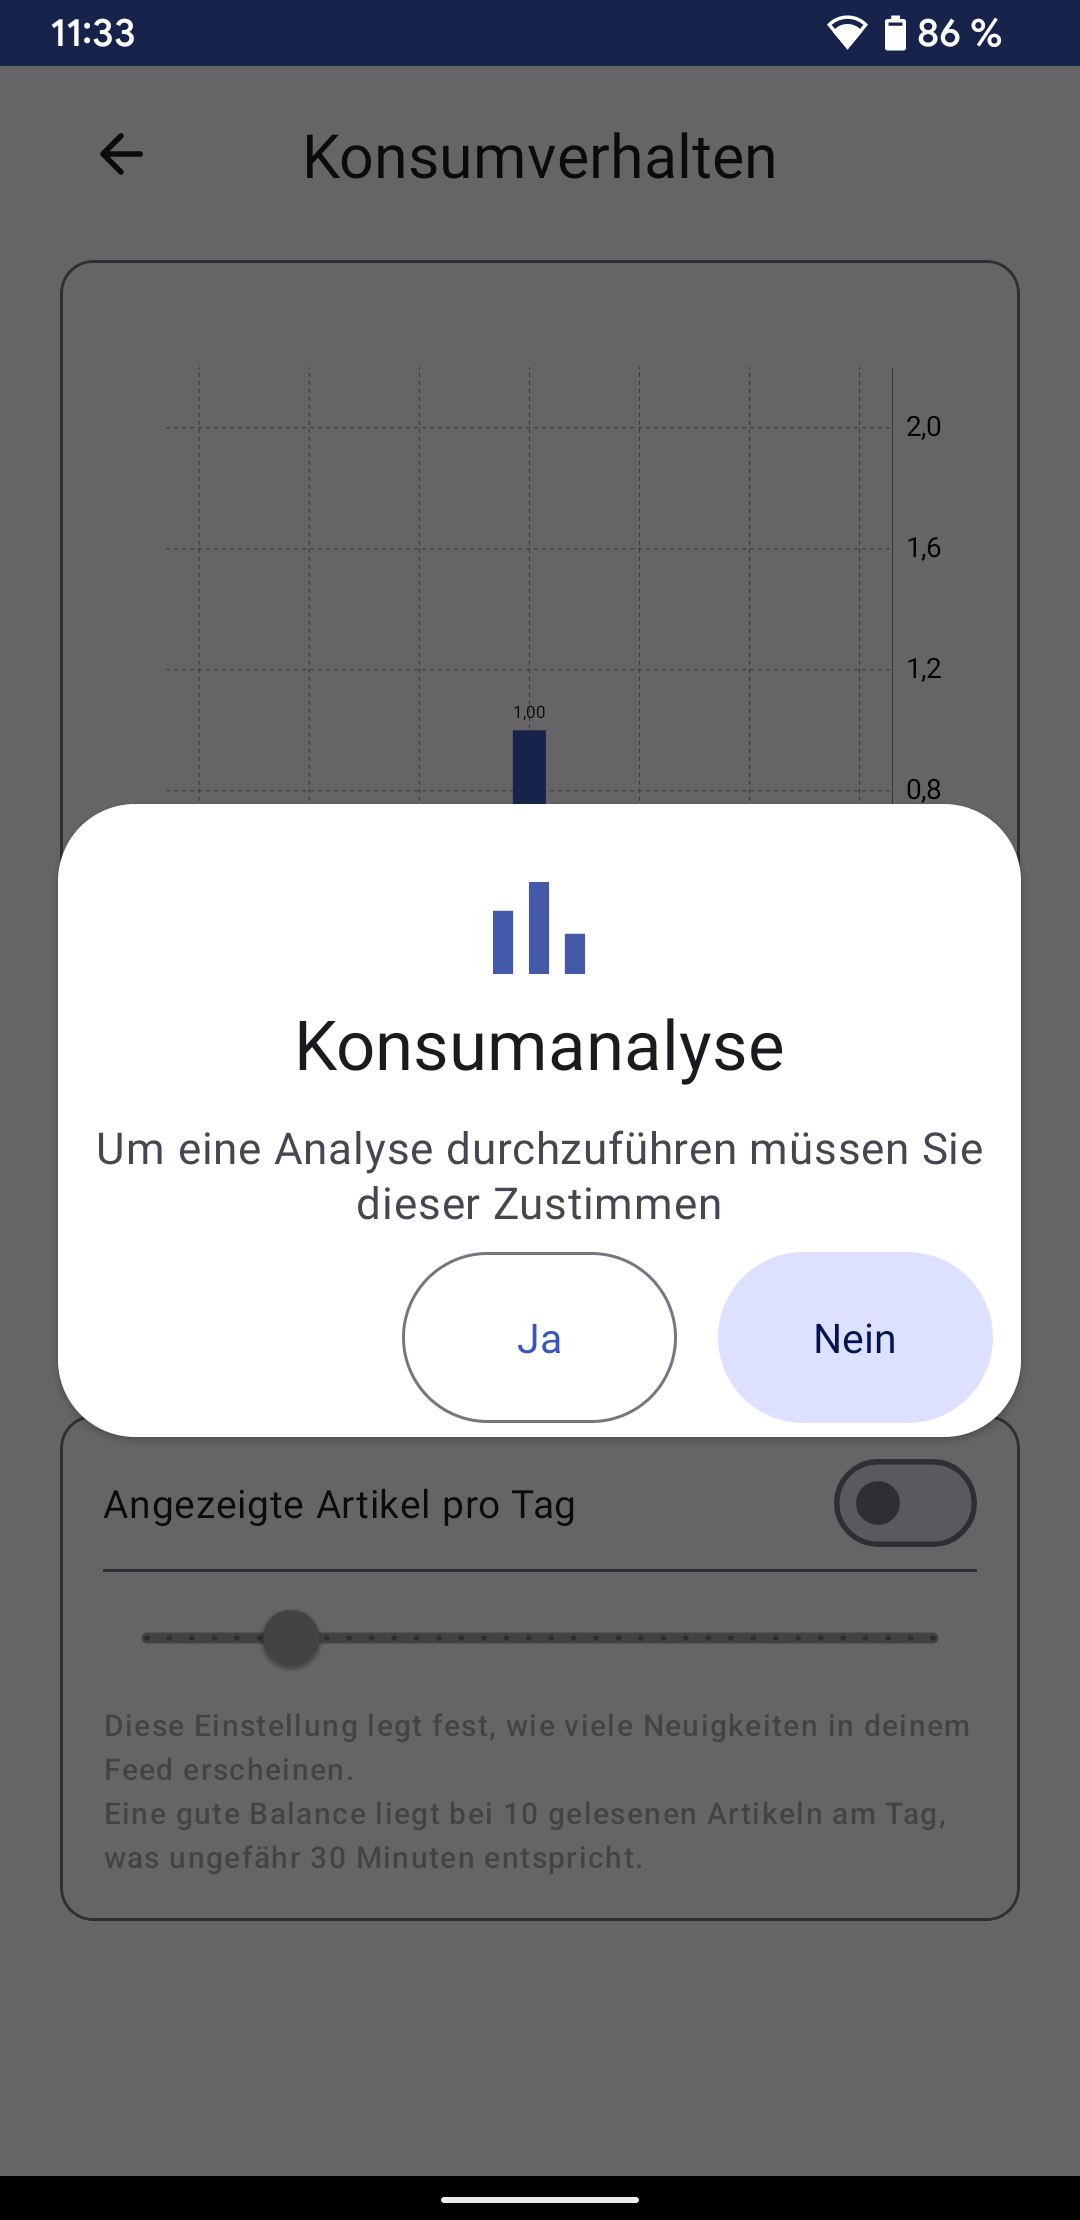 11:33
86 %
Konsumverhalten
2,0
1,6
1,2
1,00
0,8
Konsumanalyse
Um eine Analyse durchzuführen müssen Sie
dieser Zustimmen
Ja
Nein
Angezeigte Artikel pro Tag
Diese Einstellung legt fest, wie viele Neuigkeiten in deinem
Feed erscheinen.
Eine gute Balance liegt bei 10 gelesenen Artikeln am Tag,
was ungefähr 30 Minuten entspricht.